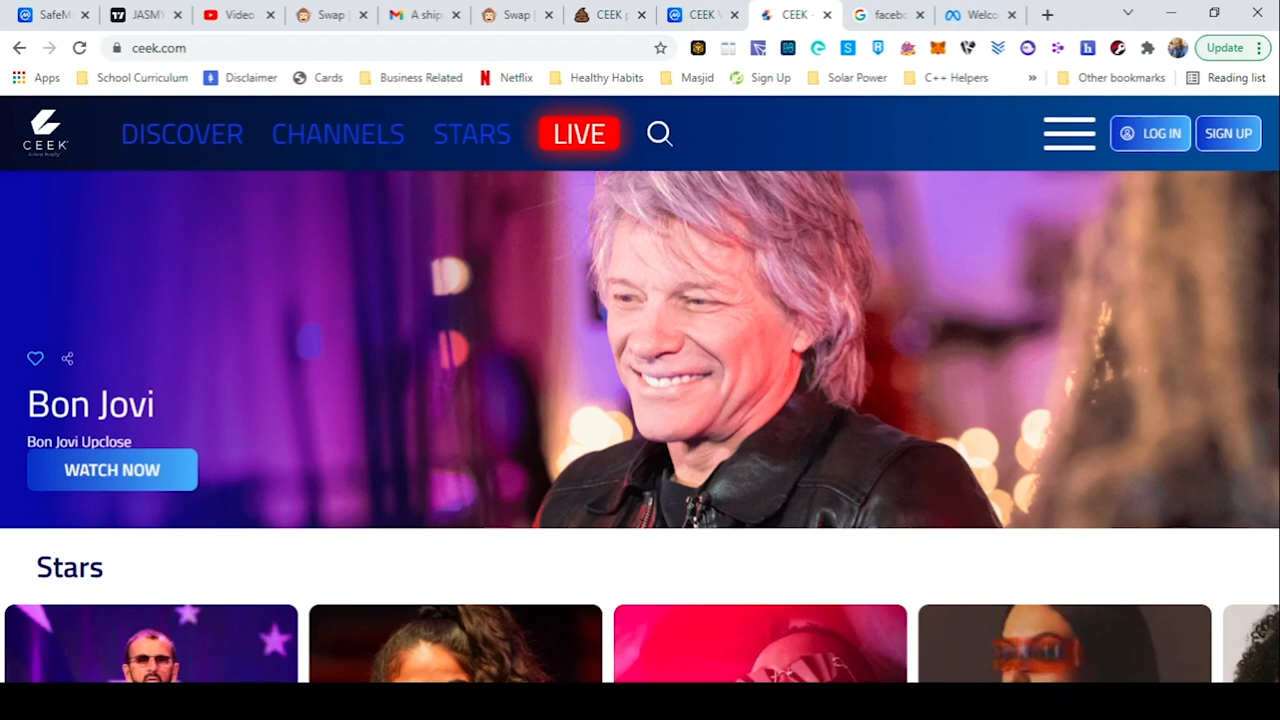 SafeM
JASMY
Video
Swap
A ship
Swap
CEEK p
CEEK V
CEEK -
facebo
Welco
ceek.com
Update
Apps
School Curriculum
Disclaimer
Cards
Business Related
Netflix
Healthy Habits
Masjid
Sign Up
Solar Power
C++ Helpers
»
Other bookmarks
Reading list
CEEK
DISCOVER
CHANNELS
STARS
LIVE
LOG IN
SIGN UP
Bon Jovi
Bon Jovi Upclose
WATCH NOW
Stars